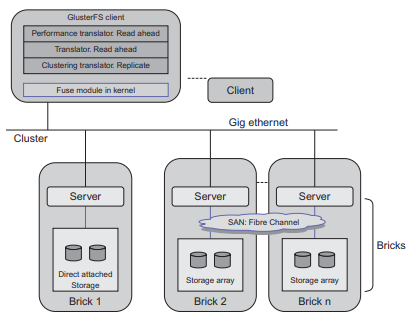 GlusterFS client
Performance translator. Read ahead
Translator. Read ahead
Clustering translator. Replicate
Fuse module in kernel
Client
Gig ethernet
Cluster
Server
Server
Server
SAN: Fibre Channel
Bricks
Direct attached
Storage
Storage array
Storage array
Brick 1
Brick 2
Brick n